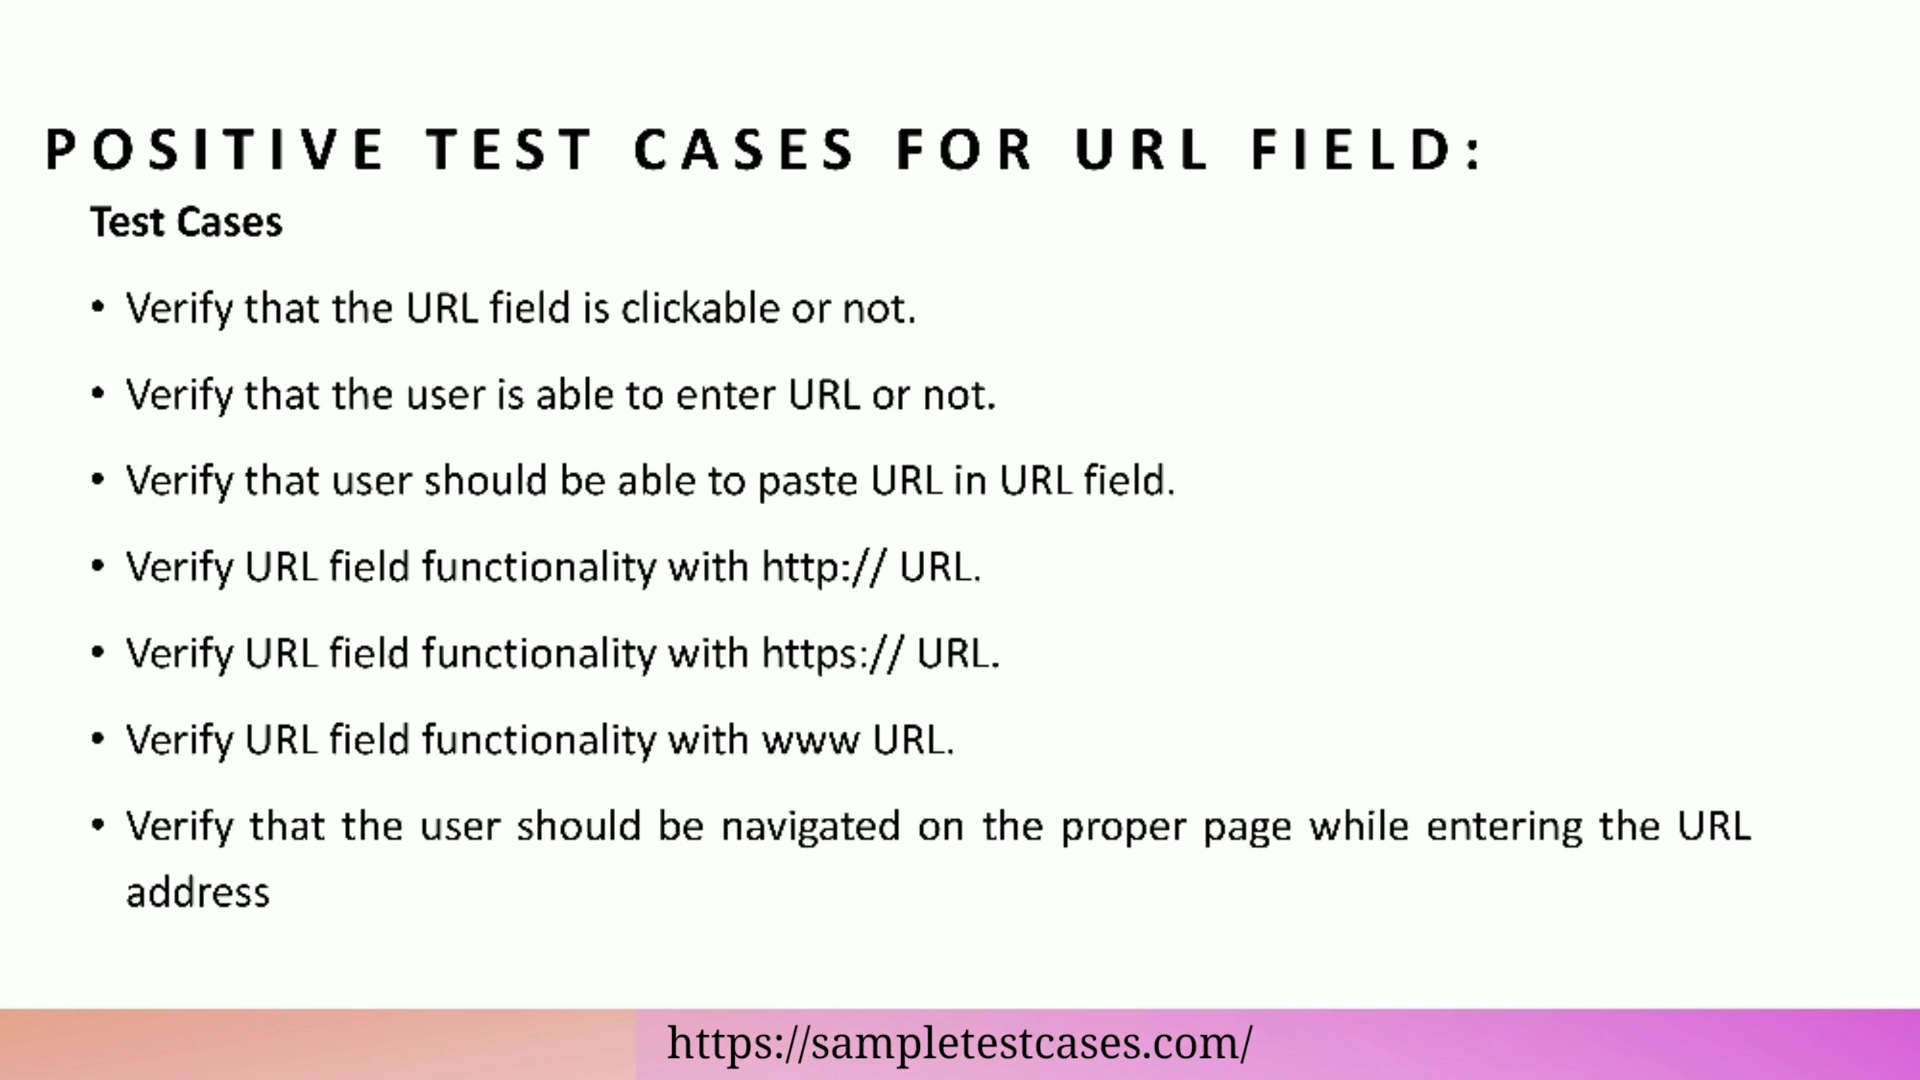 POSITIVE TEST CASES FOR URL FIELD:
Test Cases
• Verify that the URL field is clickable or not.
• Verify that the user is able to enter URL or not.
• Verify that user should be able to paste URL in URL field.
• Verify URL field functionality with http:// URL.
• Verify URL field functionality with https:// URL.
• Verify URL field functionality with www URL.
• Verify that the user should be navigated on the proper page while entering the URL
address
https://sampletestcases.com/